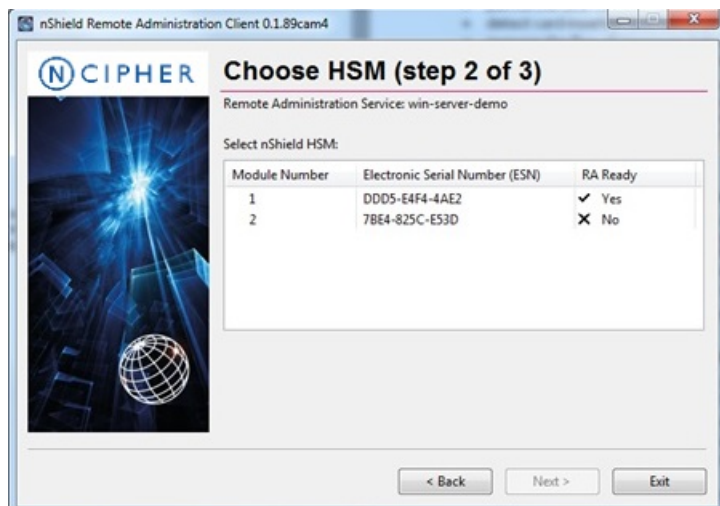 nShield Remote Administration Client 0.1.89cam4
NCIPHER
Choose HSM (step 2 of 3)
Remote Administration Service: win-server-demo
Select nShield HSM:
Module Number Electronic Serial Number (ESN) RA Ready
1 DDD5-E4F4-4AE2 ✔ Yes
2 7BE4-825C-E53D ✕ No
< Back Next > Exit